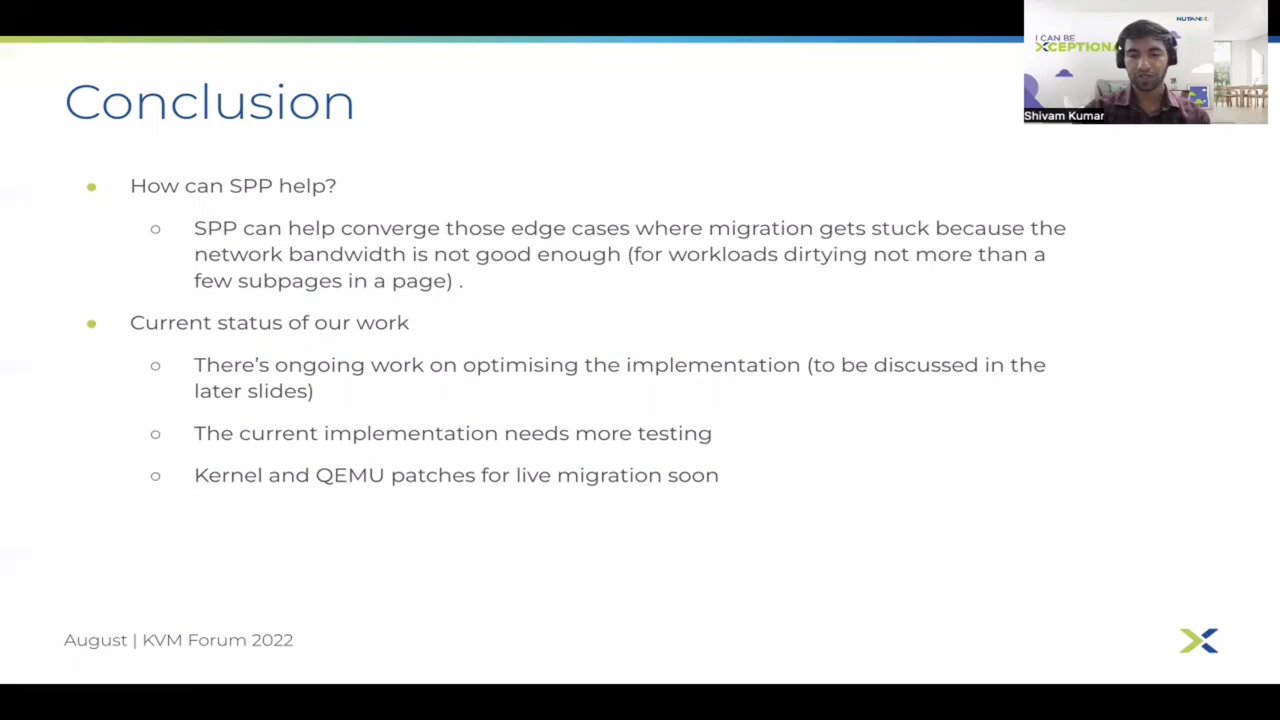 NUTANIX
I CAN BE
XCEPTIONA
Shivam Kumar
Conclusion
● How can SPP help?
○ SPP can help converge those edge cases where migration gets stuck because the
network bandwidth is not good enough (for workloads dirtying not more than a
few subpages in a page) .
● Current status of our work
○ There’s ongoing work on optimising the implementation (to be discussed in the
later slides)
○ The current implementation needs more testing
○ Kernel and QEMU patches for live migration soon
August | KVM Forum 2022